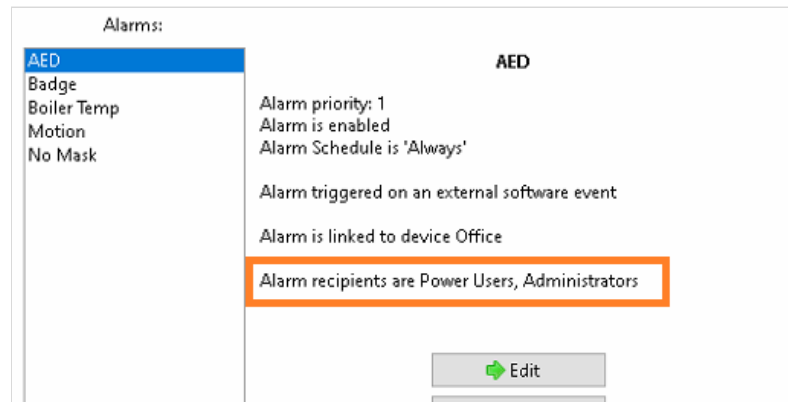 Alarms:
AED
Badge
Boiler Temp
Motion
No Mask
AED
Alarm priority: 1
Alarm is enabled
Alarm Schedule is 'Always'
Alarm triggered on an external software event
Alarm is linked to device Office
Alarm recipients are Power Users, Administrators
Edit